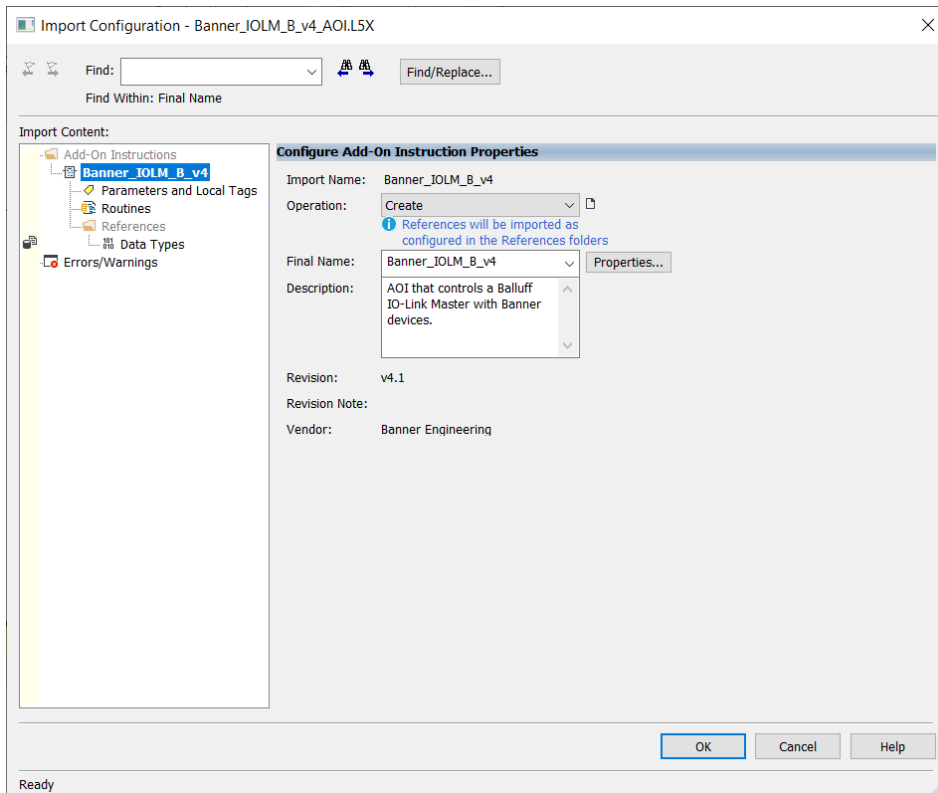 Import Configuration - Banner_IOLM_B_v4_AOI.L5X
Find:
Find/Replace...
Find Within: Final Name
Import Content:
Add-On Instructions
Banner_IOLM_B_v4
Parameters and Local Tags
Routines
References
Data Types
Errors/Warnings
Configure Add-On Instruction Properties
Import Name: Banner_IOLM_B_v4
Operation: Create
References will be imported as
configured in the References folders
Final Name: Banner_IOLM_B_v4 Properties...
Description: AOI that controls a Balluff
IO-Link Master with Banner
devices.
Revision: v4.1
Revision Note:
Vendor: Banner Engineering
OK Cancel Help
Ready